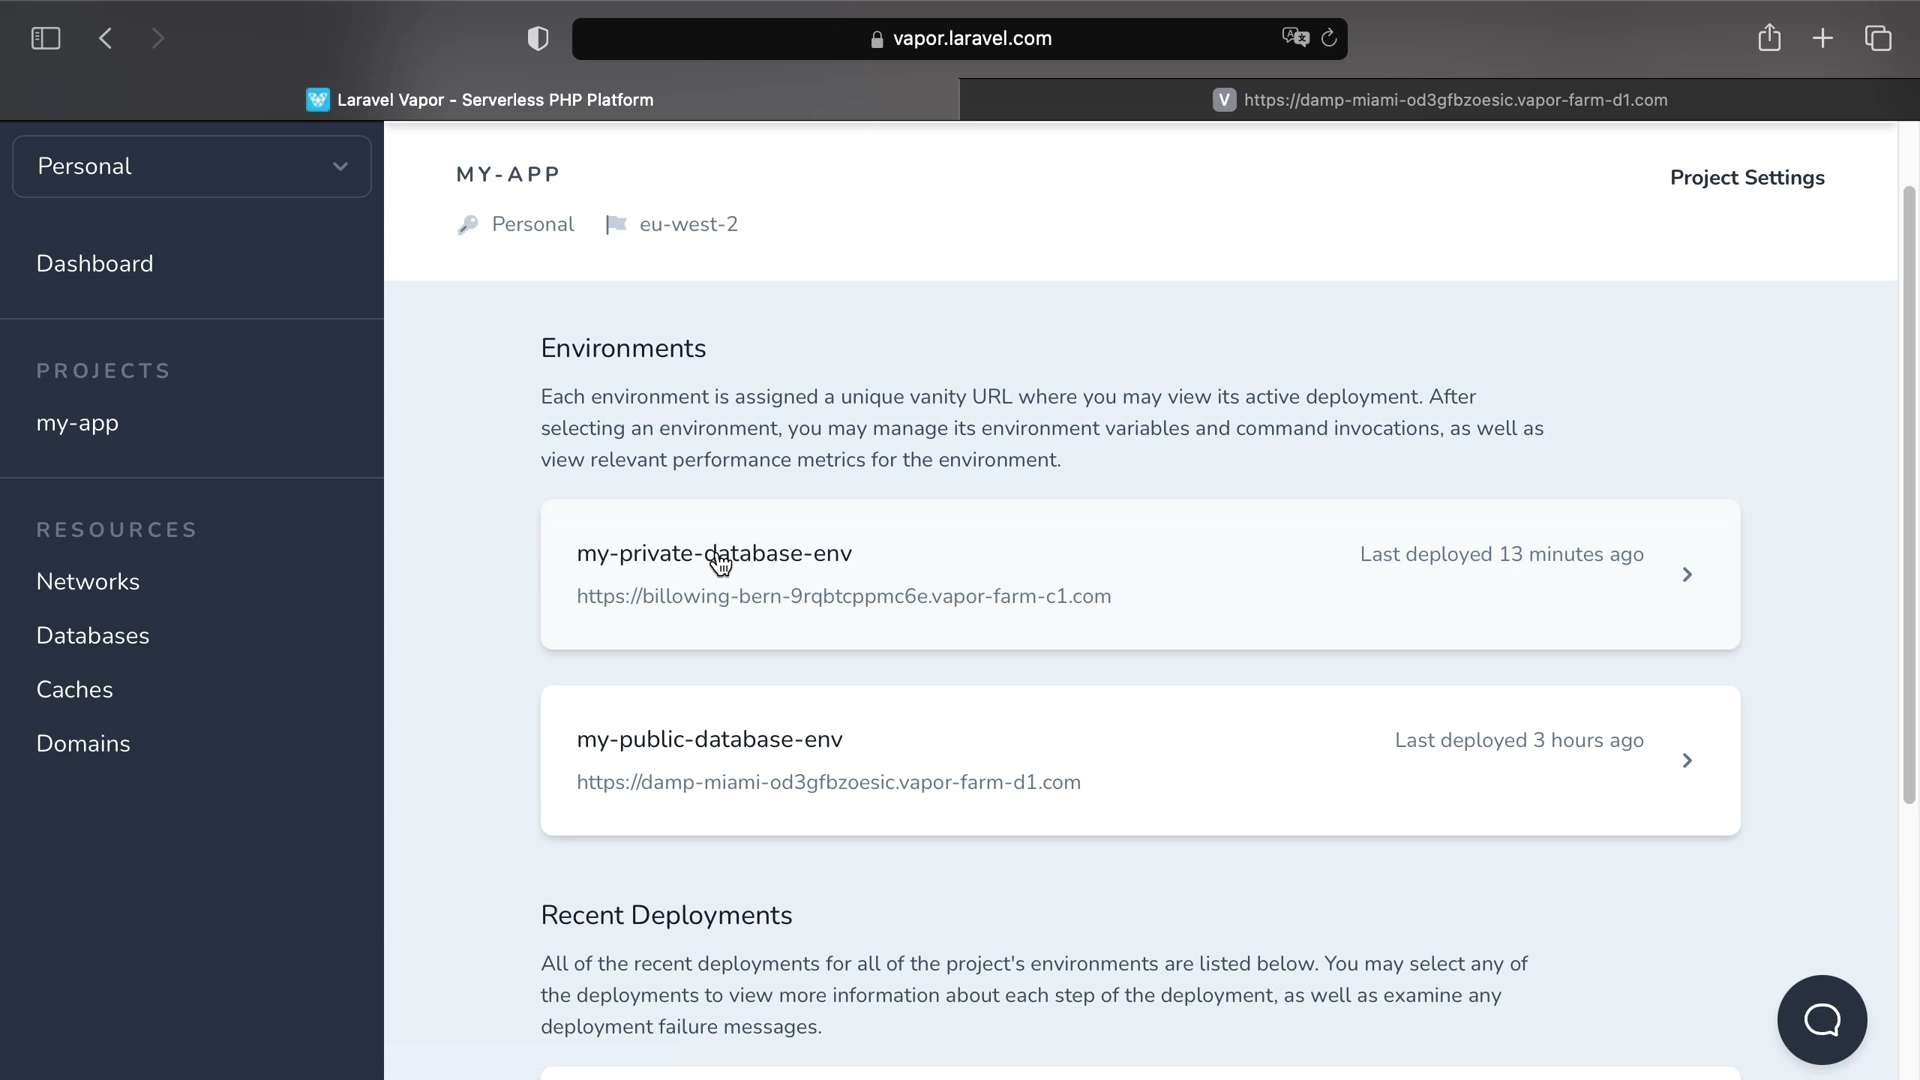 vapor.laravel.com
Laravel Vapor - Serverless PHP Platform
V https://damp-miami-od3gfbzoesic.vapor-farm-d1.com
Personal
Dashboard
PROJECTS
my-app
RESOURCES
Networks
Databases
Caches
Domains
MY-APP
Project Settings
Personal eu-west-2
Environments
Each environment is assigned a unique vanity URL where you may view its active deployment. After
selecting an environment, you may manage its environment variables and command invocations, as well as
view relevant performance metrics for the environment.
my-private-database-env
Last deployed 13 minutes ago
https://billowing-bern-9rqbtcppmc6e.vapor-farm-c1.com
my-public-database-env
Last deployed 3 hours ago
https://damp-miami-od3gfbzoesic.vapor-farm-d1.com
Recent Deployments
All of the recent deployments for all of the project's environments are listed below. You may select any of
the deployments to view more information about each step of the deployment, as well as examine any
deployment failure messages.